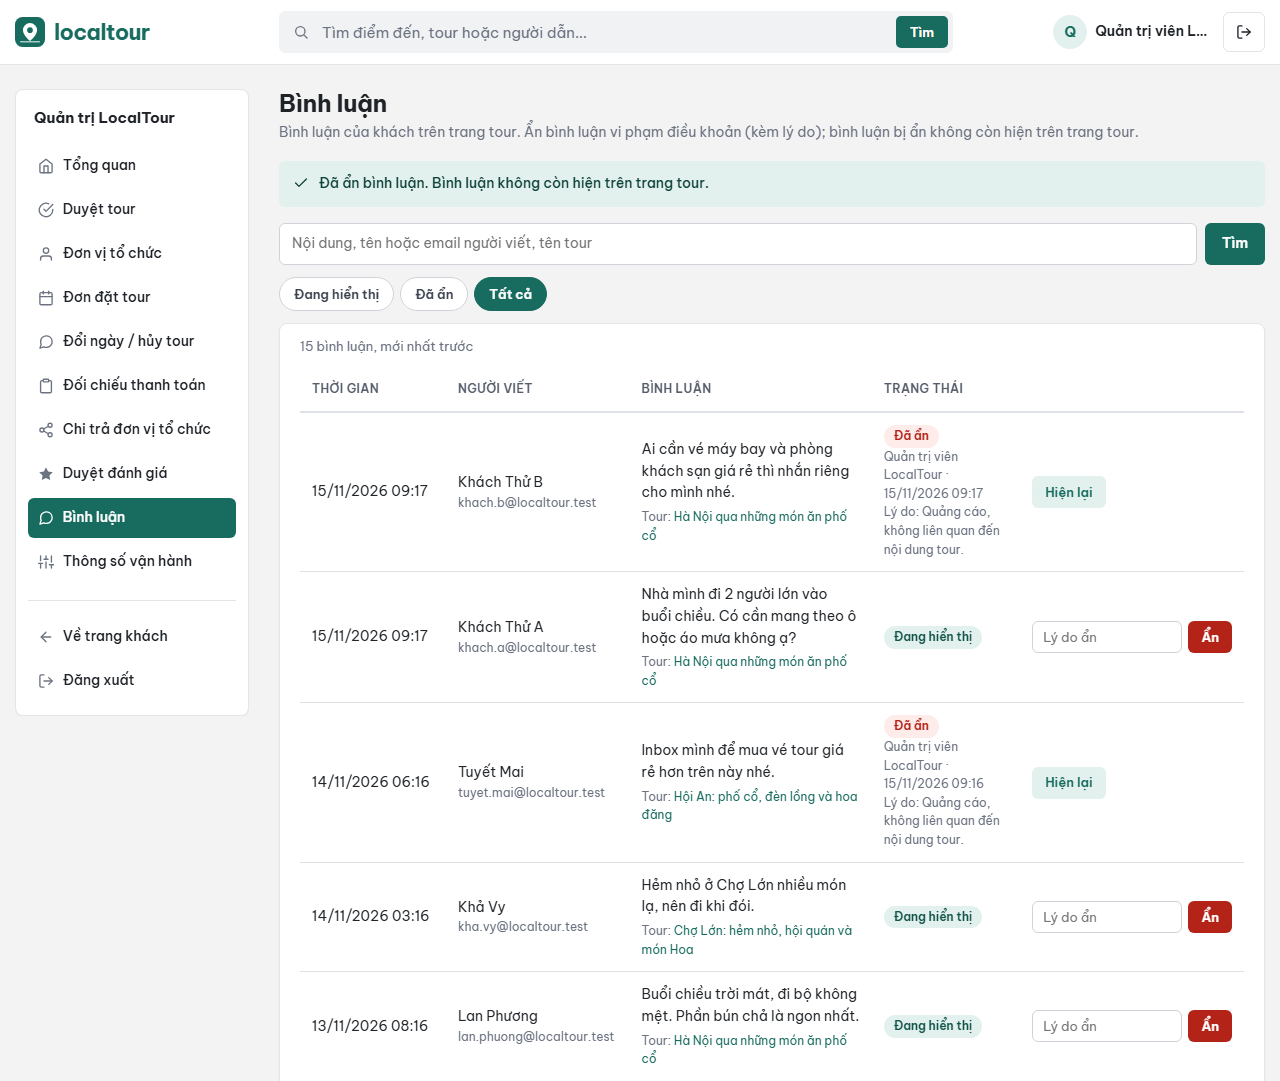 localtour
Tìm điểm đến, tour hoặc người dẫn...
Tìm
Q
Quản trị viên L...
Quản trị LocalTour
Tổng quan
Duyệt tour
Đơn vị tổ chức
Đơn đặt tour
Đổi ngày / hủy tour
Đối chiếu thanh toán
Chi trả đơn vị tổ chức
Duyệt đánh giá
Bình luận
Thông số vận hành
Về trang khách
Đăng xuất
Bình luận
Bình luận của khách trên trang tour. Ẩn bình luận vi phạm điều khoản (kèm lý do); bình luận bị ẩn không còn hiện trên trang tour.
Đã ẩn bình luận. Bình luận không còn hiện trên trang tour.
Nội dung, tên hoặc email người viết, tên tour
Tìm
Đang hiển thị
Đã ẩn
Tất cả
15 bình luận, mới nhất trước
THỜI GIAN
NGƯỜI VIẾT
BÌNH LUẬN
TRẠNG THÁI
15/11/2026 09:17
Khách Thử B
khach.b@localtour.test
Ai cần vé máy bay và phòng
khách sạn giá rẻ thì nhắn riêng
cho mình nhé.
Tour: Hà Nội qua những món ăn phố
cổ
Đã ẩn
Quản trị viên
LocalTour ·
15/11/2026 09:17
Lý do: Quảng cáo,
không liên quan đến
nội dung tour.
Hiện lại
15/11/2026 09:17
Khách Thử A
khach.a@localtour.test
Nhà mình đi 2 người lớn vào
buổi chiều. Có cần mang theo ô
hoặc áo mưa không ạ?
Tour: Hà Nội qua những món ăn phố
cổ
Đang hiển thị
Lý do ẩn
Ẩn
14/11/2026 06:16
Tuyết Mai
tuyet.mai@localtour.test
Inbox mình để mua vé tour giá
rẻ hơn trên này nhé.
Tour: Hội An: phố cổ, đèn lồng và hoa
đăng
Đã ẩn
Quản trị viên
LocalTour ·
15/11/2026 09:16
Lý do: Quảng cáo,
không liên quan đến
nội dung tour.
Hiện lại
14/11/2026 03:16
Khả Vy
kha.vy@localtour.test
Hẻm nhỏ ở Chợ Lớn nhiều món
lạ, nên đi khi đói.
Tour: Chợ Lớn: hẻm nhỏ, hội quán và
món Hoa
Đang hiển thị
Lý do ẩn
Ẩn
13/11/2026 08:16
Lan Phương
lan.phuong@localtour.test
Buổi chiều trời mát, đi bộ không
mệt. Phần bún chả là ngon nhất.
Tour: Hà Nội qua những món ăn phố
cổ
Đang hiển thị
Lý do ẩn
Ẩn